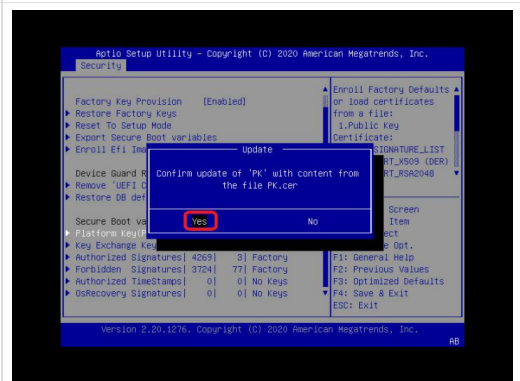 Aptio Setup Utility – Copyright (C) 2020 American Megatrends, Inc.
Security
Factory Key Provision [Enabled]
Restore Factory Keys
Reset To Setup Mode
Export Secure Boot variables
Enroll Efi Ima
Device Guard R
Remove 'UEFI C
Restore DB def
Secure Boot va
Platform Key(P
Key Exchange Key
Authorized Signatures| 4269| 3| Factory
Forbidden Signatures| 3724| 77| Factory
Authorized TimeStamps| 0| 0| No Keys
OsRecovery Signatures| 0| 0| No Keys
Update
Confirm update of 'PK' with content from
the file PK.cer
Yes No
Enroll Factory Defaults
or load certificates
from a file:
1.Public Key
Certificate:
SIGNATURE_LIST
RT_X509 (DER)
RT_RSA2048
Screen
Item
ect
e Opt.
F1: General Help
F2: Previous Values
F3: Optimized Defaults
F4: Save & Exit
ESC: Exit
Version 2.20.1276. Copyright (C) 2020 American Megatrends, Inc.
AB